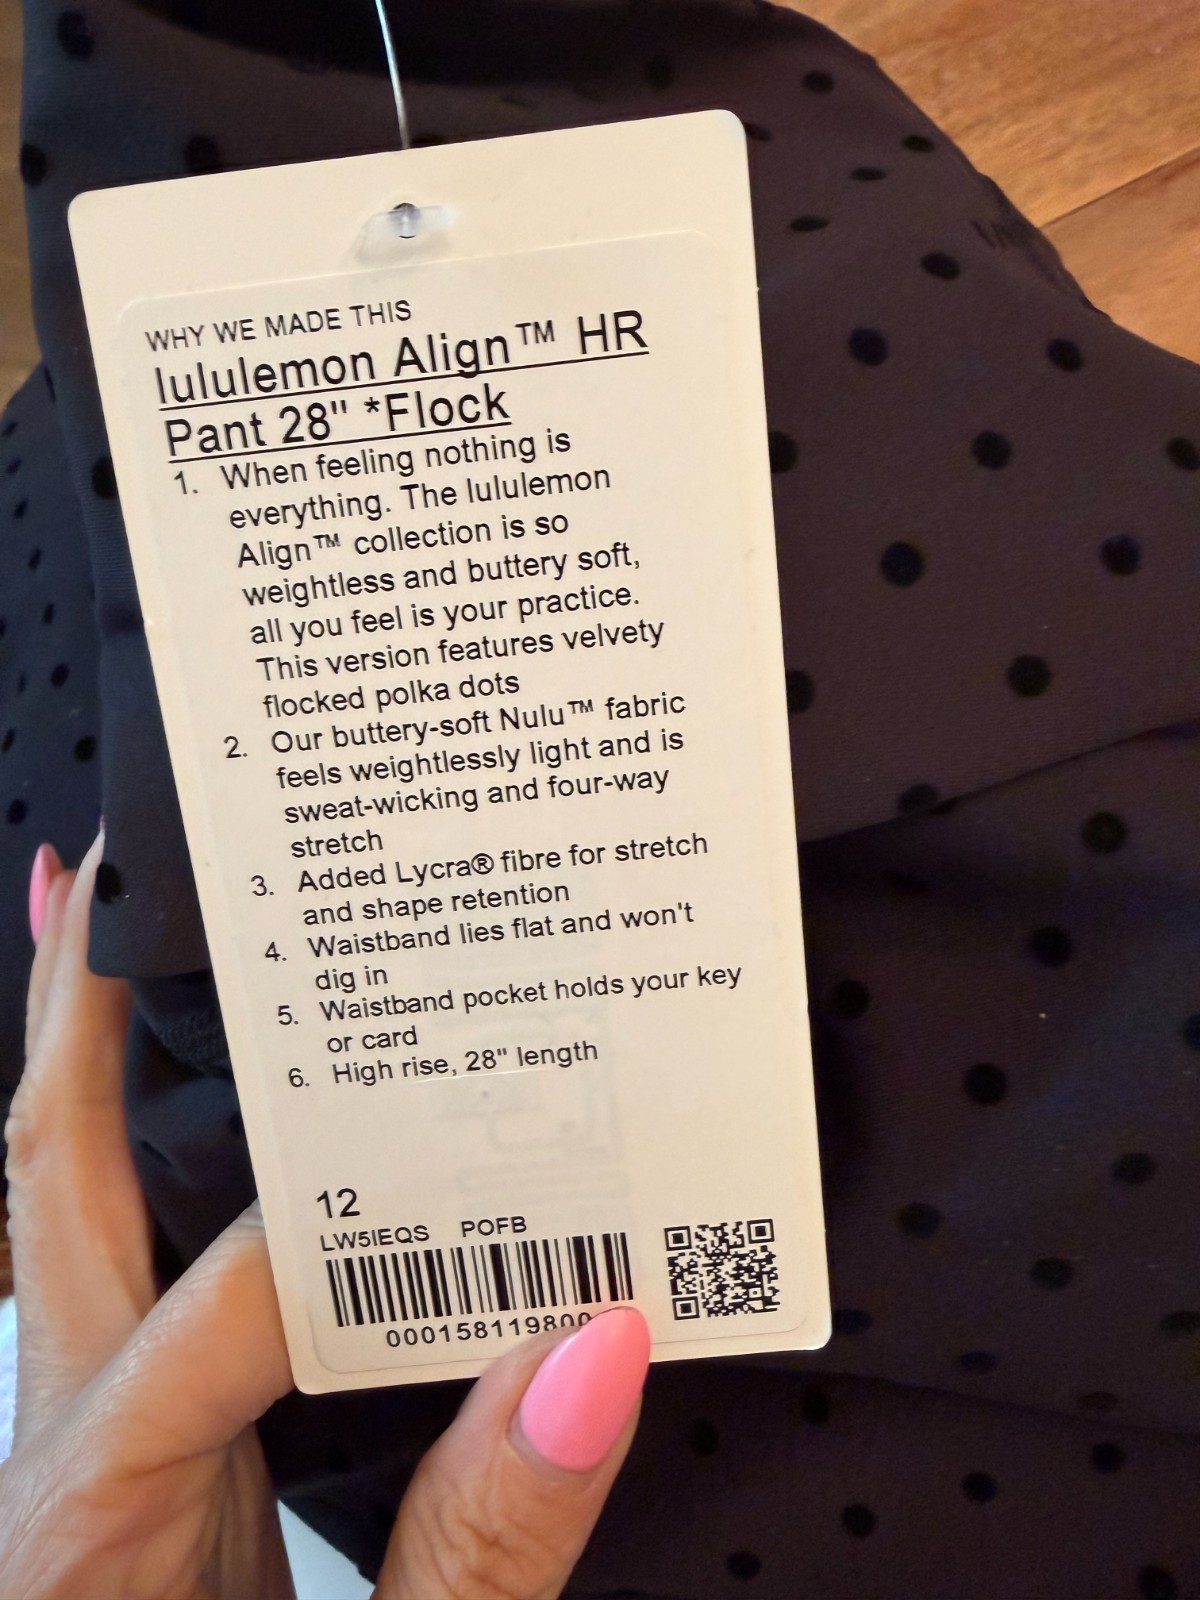 WHY WE MADE THIS
lululemon Align™ HR
Pant 28" *Flock
1. When feeling nothing is
everything. The lululemon
Align™ collection is so
weightless and buttery soft,
all you feel is your practice.
This version features velvety
flocked polka dots
2. Our buttery-soft Nulu™ fabric
feels weightlessly light and is
sweat-wicking and four-way
stretch
3. Added Lycra® fibre for stretch
and shape retention
4. Waistband lies flat and won't
dig in
5. Waistband pocket holds your key
or card
6. High rise, 28" length
12
LW5IEQS POFB